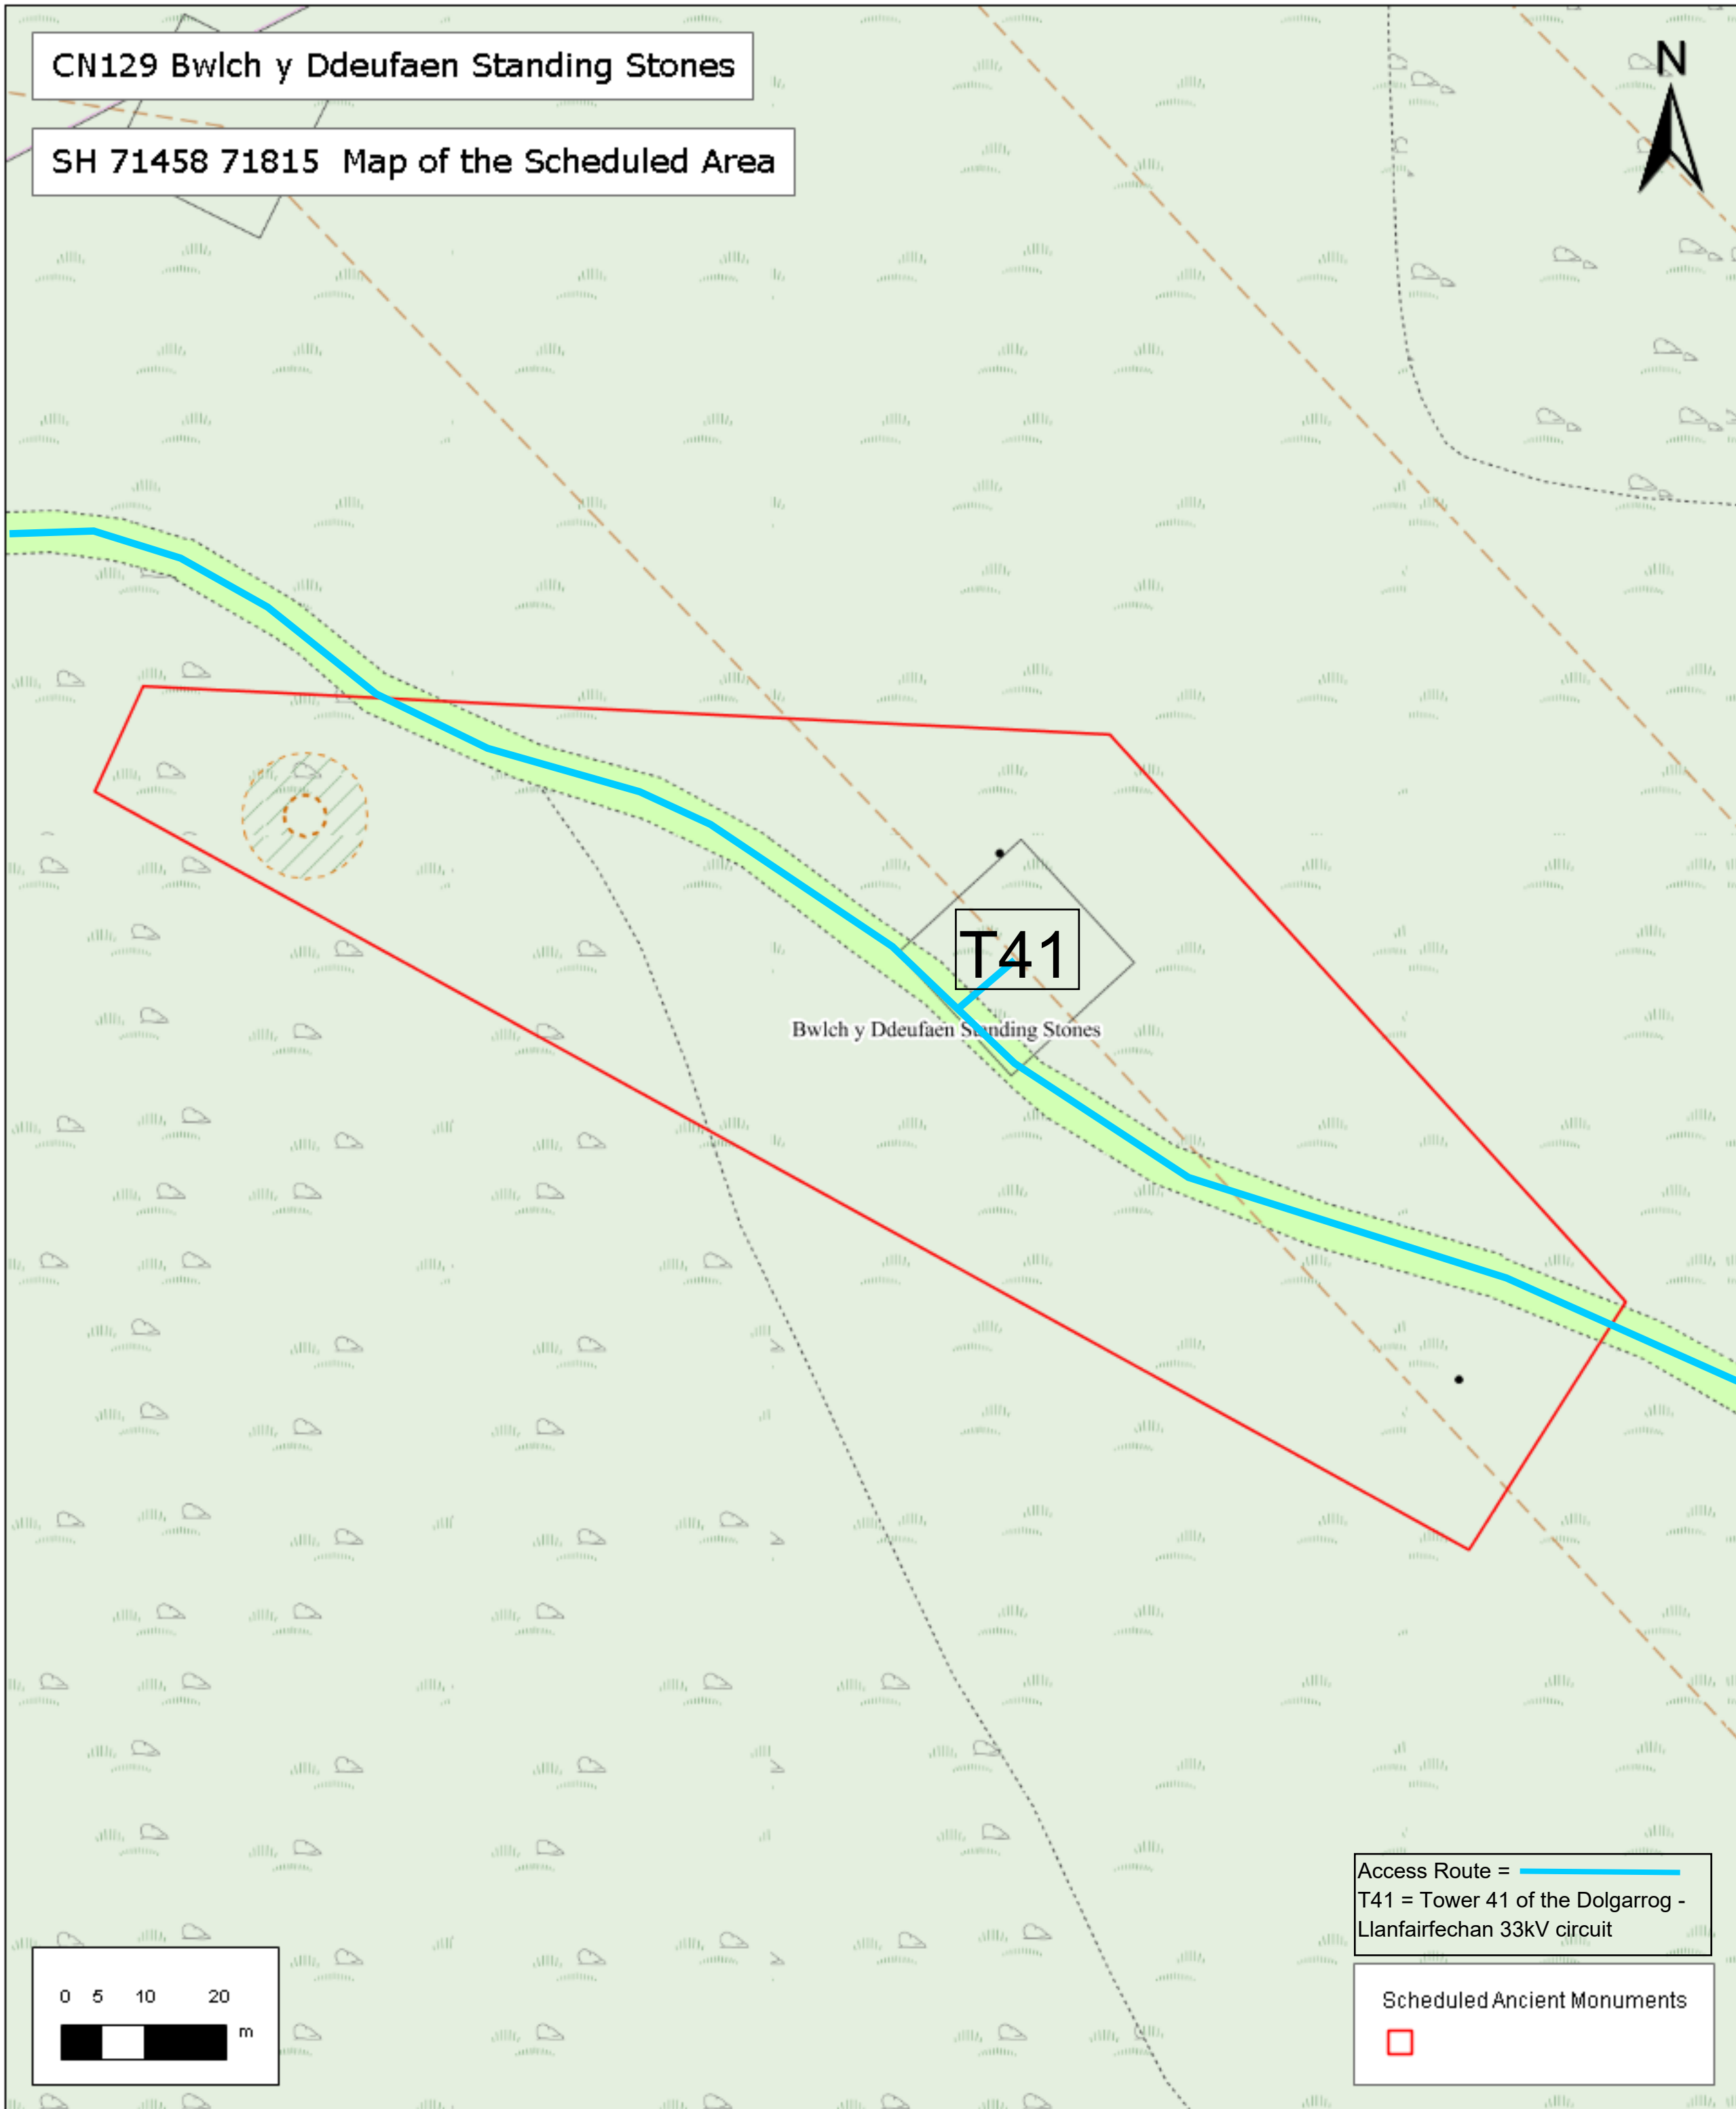 CN129 Bwlch y Ddeufaen Standing Stones
SH 71458 71815 Map of the Scheduled Area
N
T41
Bwlch y Ddeufaen Standing Stones
Access Route =
T41 = Tower 41 of the Dolgarrog -
Llanfairfechan 33kV circuit
0 5 10 20
m
Scheduled Ancient Monuments